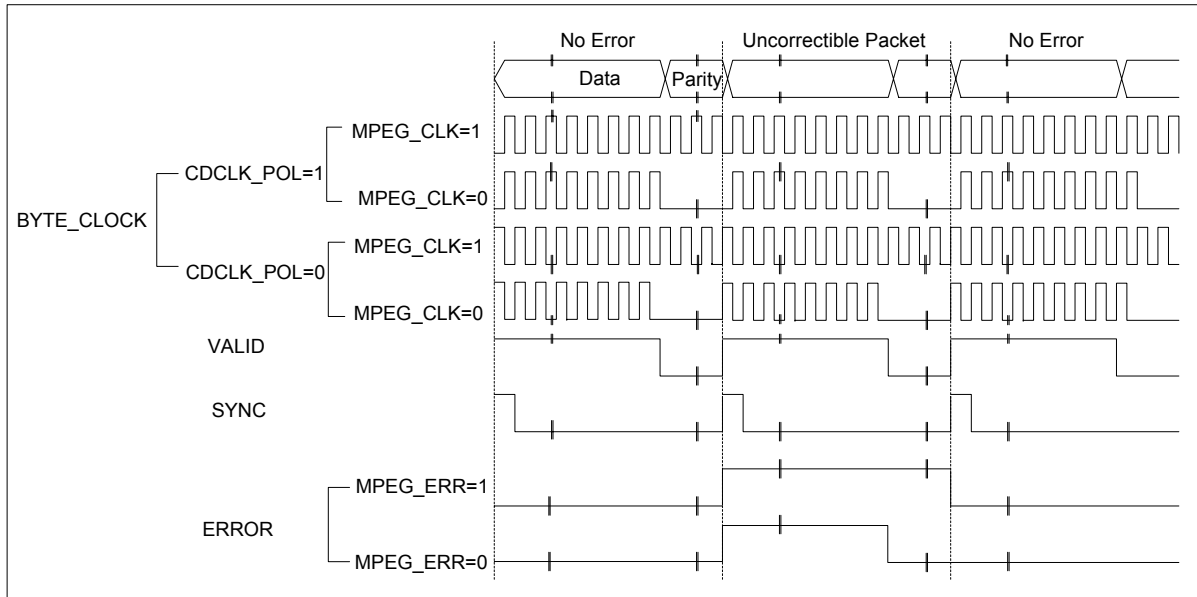 No Error Uncorrectible Packet No Error
Data Parity
MPEG_CLK=1
CDCLK_POL=1
MPEG_CLK=0
BYTE_CLOCK
MPEG_CLK=1
CDCLK_POL=0
MPEG_CLK=0
VALID
SYNC
MPEG_ERR=1
ERROR
MPEG_ERR=0